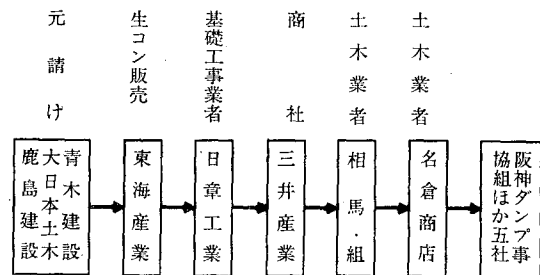 元請け
青木建設
大日本土木
鹿島建設
生コン販売
東海産業
基礎工事業者
日章工業
商社
三井産業
土木業者
相馬・組
土木業者
名倉商店
阪神ダンプ事
協組ほか五社